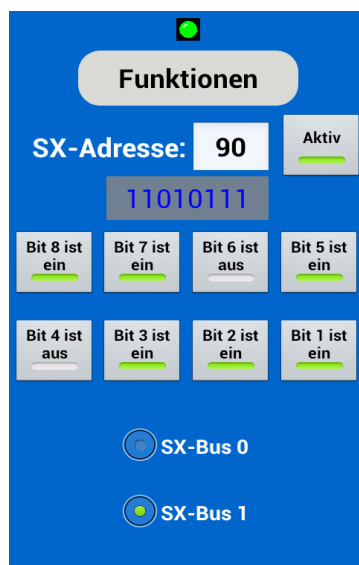 Funktionen
SX-Adresse: 90 Aktiv
11010111
Bit 8 ist ein
Bit 7 ist ein
Bit 6 ist aus
Bit 5 ist ein
Bit 4 ist aus
Bit 3 ist ein
Bit 2 ist ein
Bit 1 ist ein
SX-Bus 0
SX-Bus 1